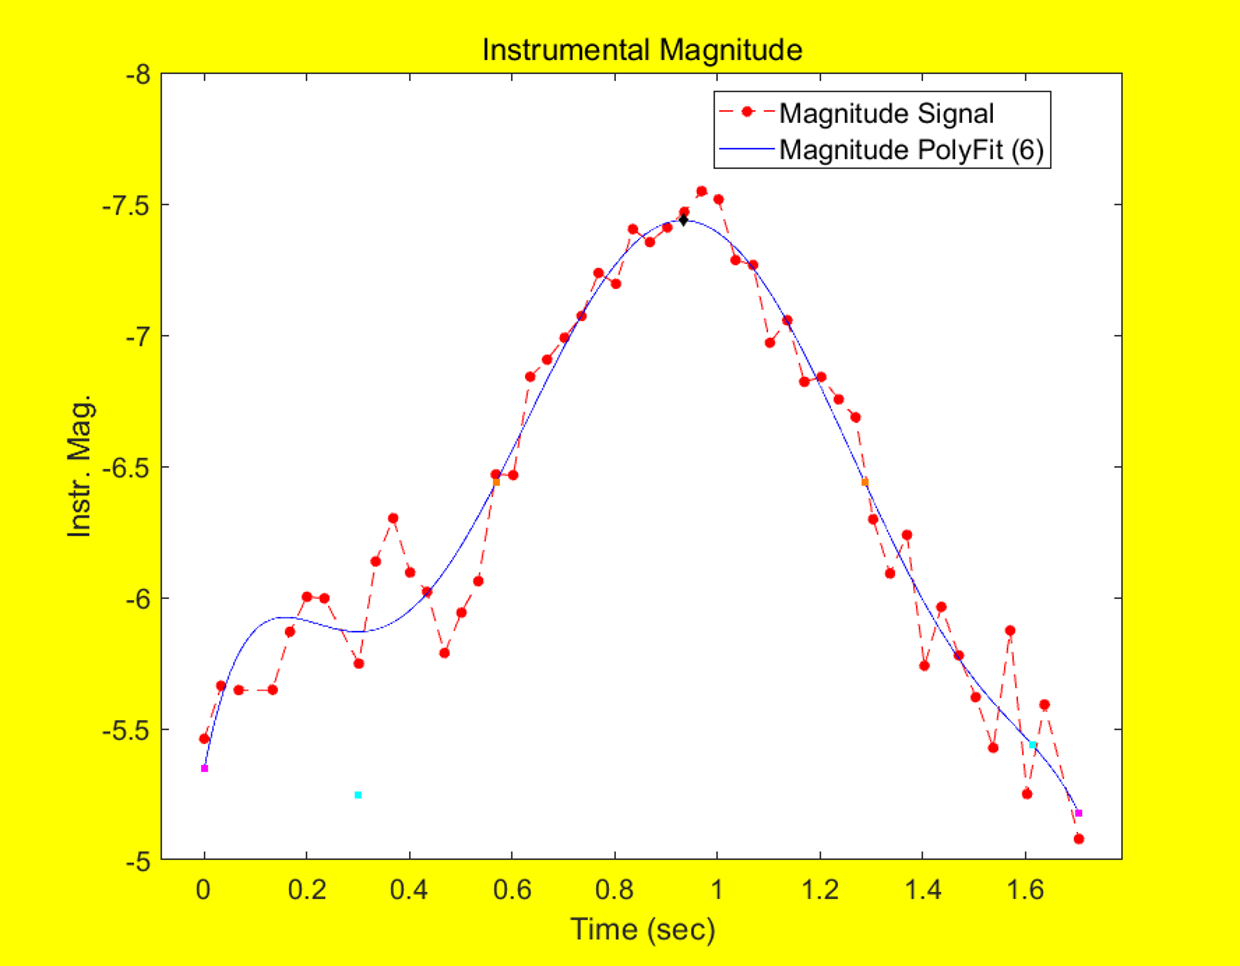 Instrumental Magnitude
-8
Magnitude Signal
Magnitude PolyFit (6)
-7.5
-7
-6.5
Instr. Mag.
-6
-5.5
-5
0 0.2 0.4 0.6 0.8 1 1.2 1.4 1.6
Time (sec)